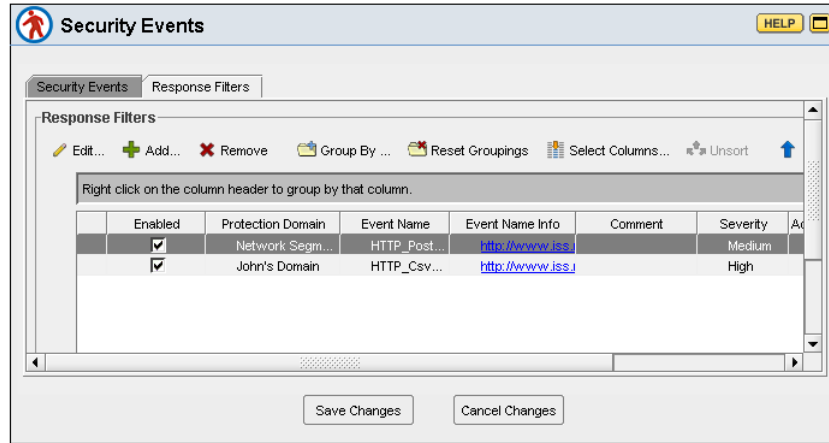 Security Events
HELP
Security Events Response Filters
Response Filters
Edit... Add... Remove Group By ... Reset Groupings Select Columns... Unsort
Right click on the column header to group by that column.
Enabled Protection Domain Event Name Event Name Info Comment Severity
Network Segm... HTTP_Post... http://www.iss. Medium
John's Domain HTTP_Csv... http://www.iss. High
Save Changes Cancel Changes